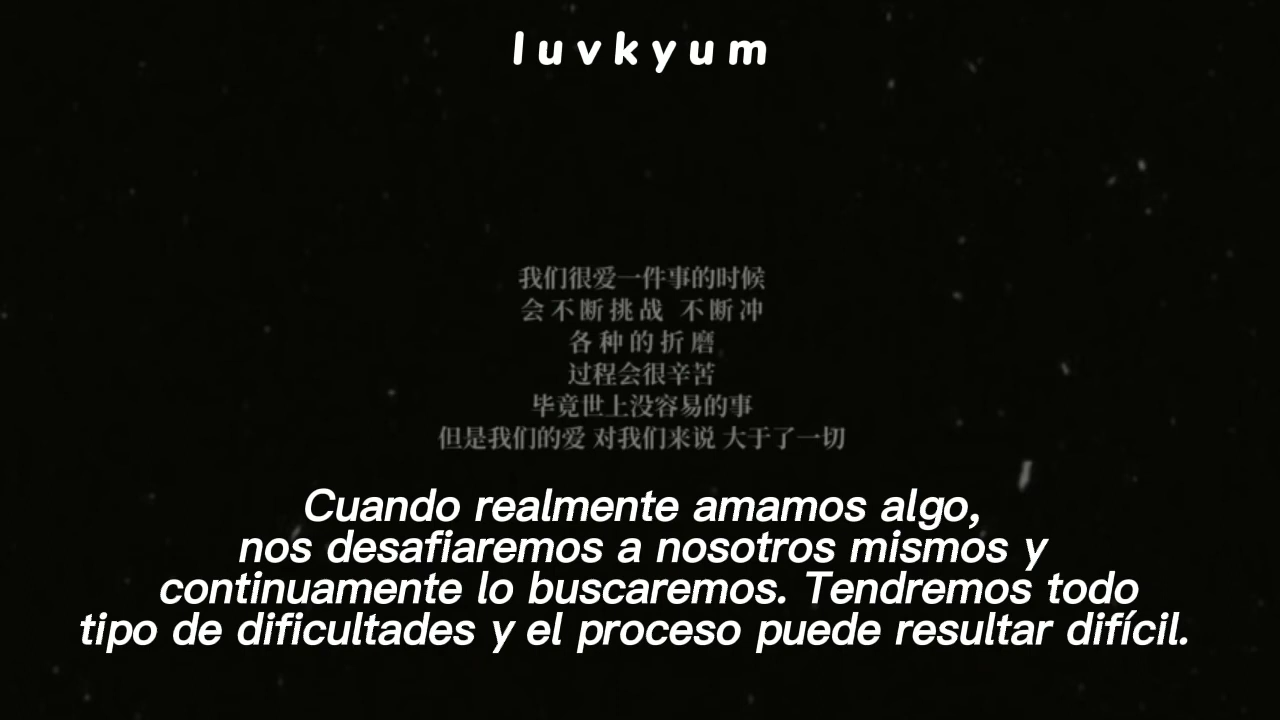 luvkyum
我们很爱一件事的时候
会不断挑战 不断冲
各种的折磨
过程会很辛苦
毕竟世上没容易的事
但是我们的爱 对我们来说 大于了一切
Cuando realmente amamos algo,
nos desafiaremos a nosotros mismos y
continuamente lo buscaremos. Tendremos todo
tipo de dificultades y el proceso puede resultar difícil.